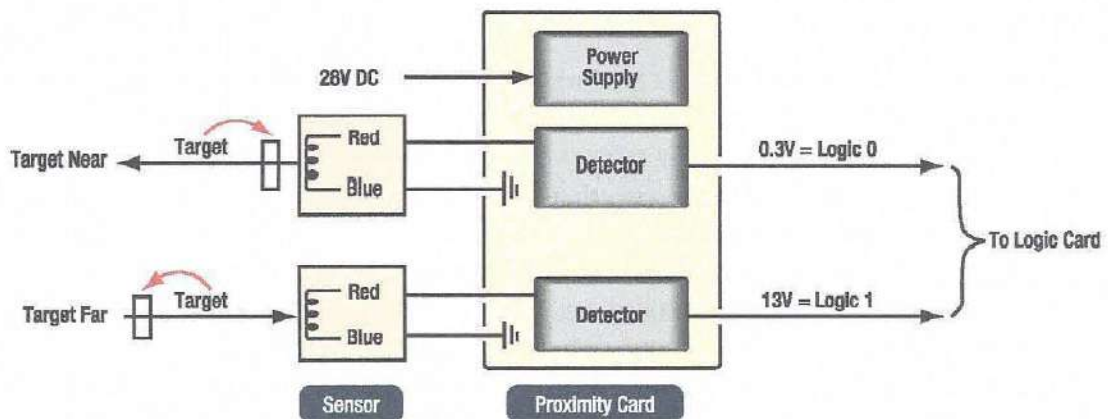 Power
Supply
28V DC
Target Near
Target
Red
Blue
Detector
0.3V = Logic 0
To Logic Card
Target Far
Target
Red
Blue
Detector
13V = Logic 1
Sensor
Proximity Card